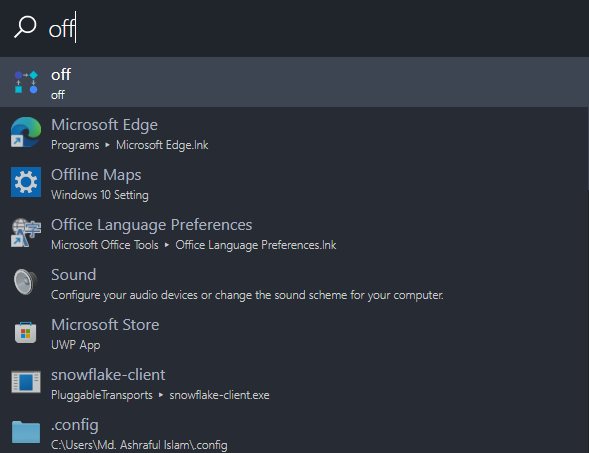 off
off
off
Microsoft Edge
Programs ▸ Microsoft Edge.lnk
Offline Maps
Windows 10 Setting
Office Language Preferences
Microsoft Office Tools ▸ Office Language Preferences.lnk
Sound
Configure your audio devices or change the sound scheme for your computer.
Microsoft Store
UWP App
snowflake-client
PluggableTransports ▸ snowflake-client.exe
.config
C:\Users\Md. Ashraful Islam\.config